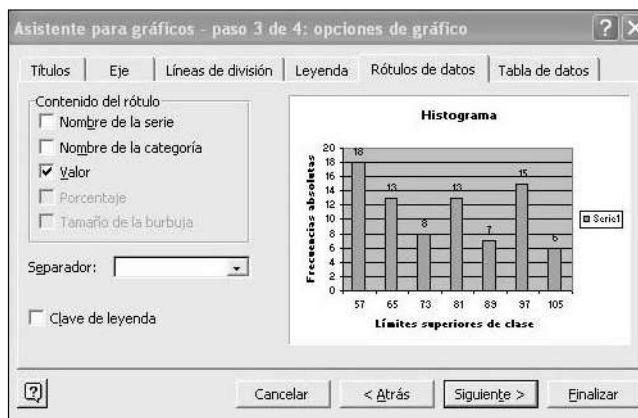 Asistente para gráficos - paso 3 de 4: opciones de gráfico
Títulos Eje Líneas de división Leyenda Rótulos de datos Tabla de datos
Contenido del rótulo
Nombre de la serie
Nombre de la categoría
Valor
Porcentaje
Tamaño de la burbuja
Separador:
Clave de leyenda
Histograma
Frecuencias absolutas
20
18
16
14
12
10
8
6
4
2
0
18 13 8 13 7 15 6
57 65 73 81 89 97 105
Límites superiores de clase
Serie1
Cancelar < Atrás Siguiente > Finalizar